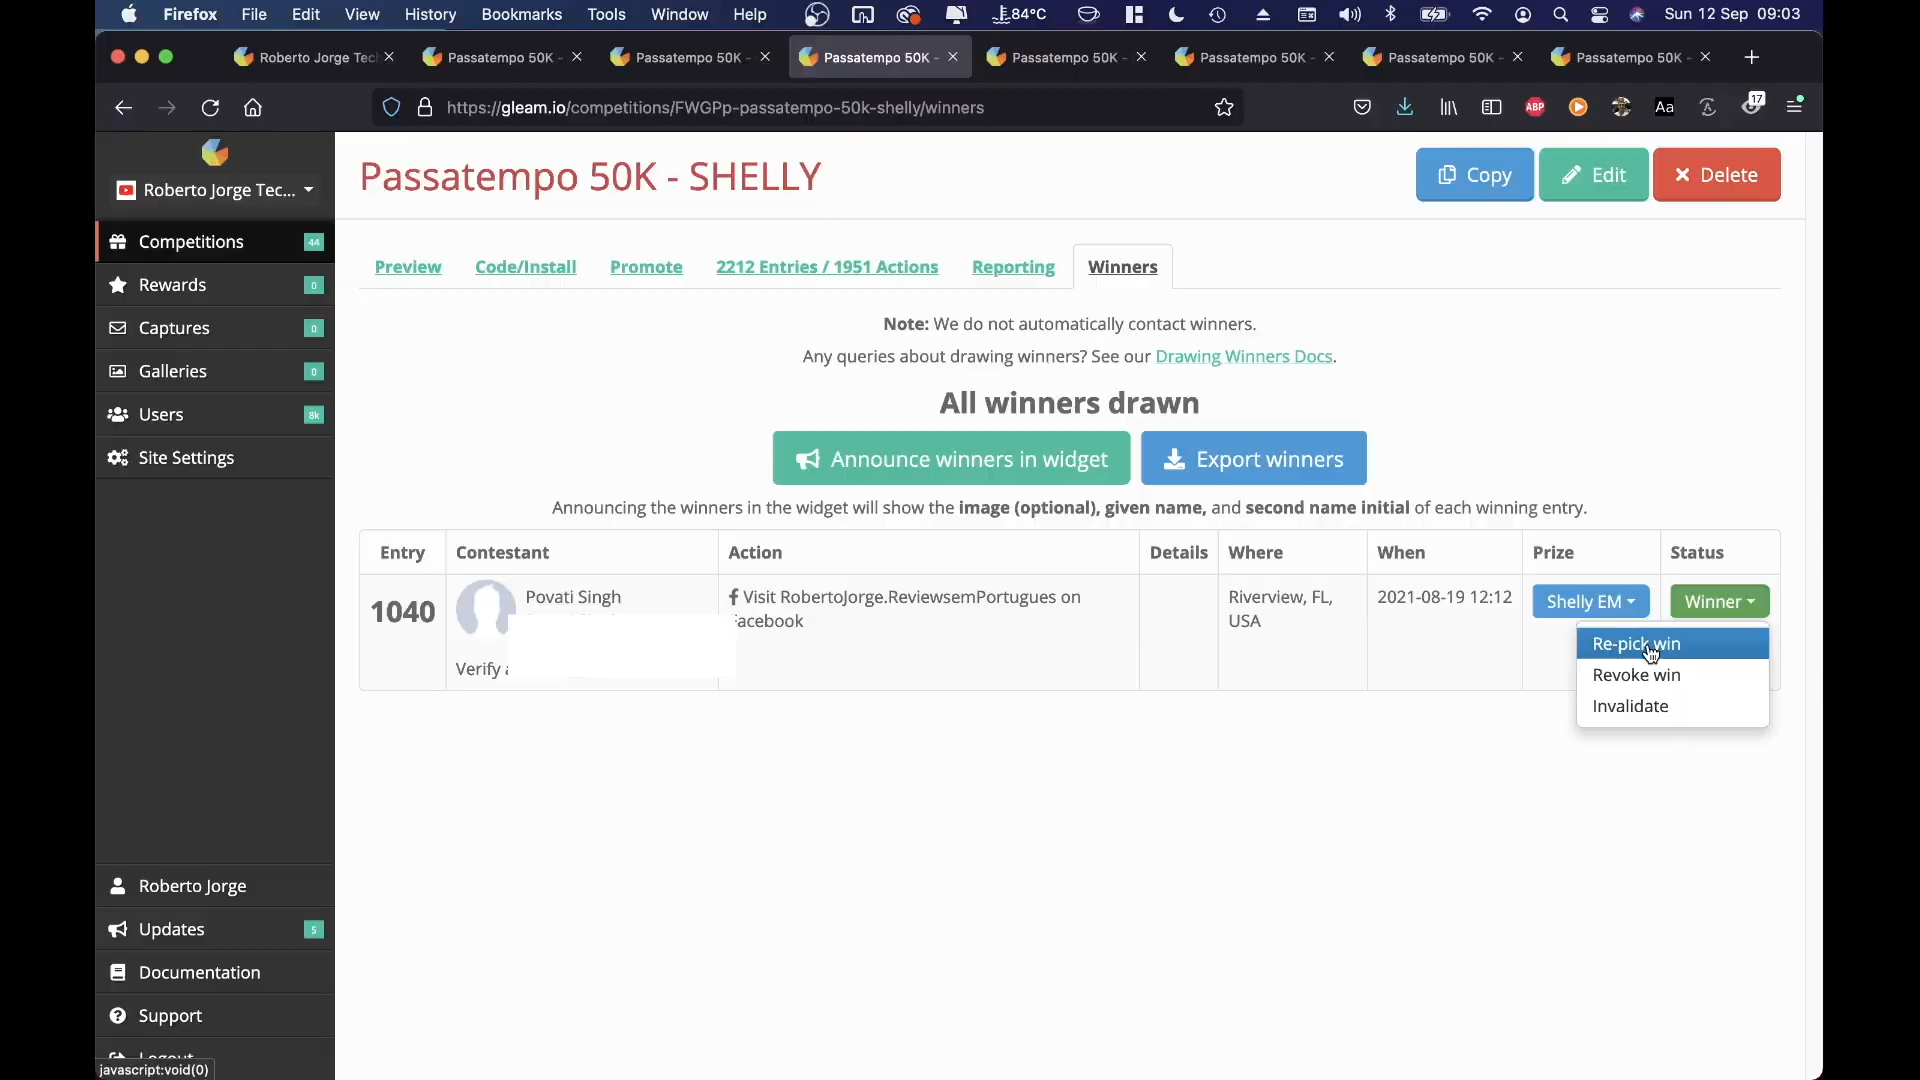 Firefox File Edit View History Bookmarks Tools Window Help 84°C Sun 12 Sep 09:03
Roberto Jorge Tec Passatempo 50K - Passatempo 50K - Passatempo 50K - Passatempo 50K - Passatempo 50K - Passatempo 50K - Passatempo 50K -
https://gleam.io/competitions/FWGPp-passatempo-50k-shelly/winners ABP Aa 17
Roberto Jorge Tec...
Competitions 44
Rewards 0
Captures 0
Galleries 0
Users 8k
Site Settings
Roberto Jorge
Updates 5
Documentation
Support
Logout
javascript:void(0)
Passatempo 50K - SHELLY
Copy Edit Delete
Preview Code/Install Promote 2212 Entries / 1951 Actions Reporting Winners
Note: We do not automatically contact winners.
Any queries about drawing winners? See our Drawing Winners Docs.
All winners drawn
Announce winners in widget Export winners
Announcing the winners in the widget will show the image (optional), given name, and second name initial of each winning entry.
Entry Contestant Action Details Where When Prize Status
1040 Povati Singh Visit RobertoJorge.ReviewsemPortugues on Riverview, FL, 2021-08-19 12:12 Shelly EM Winner
acebook USA
Verify
Re-pick win
Revoke win
Invalidate